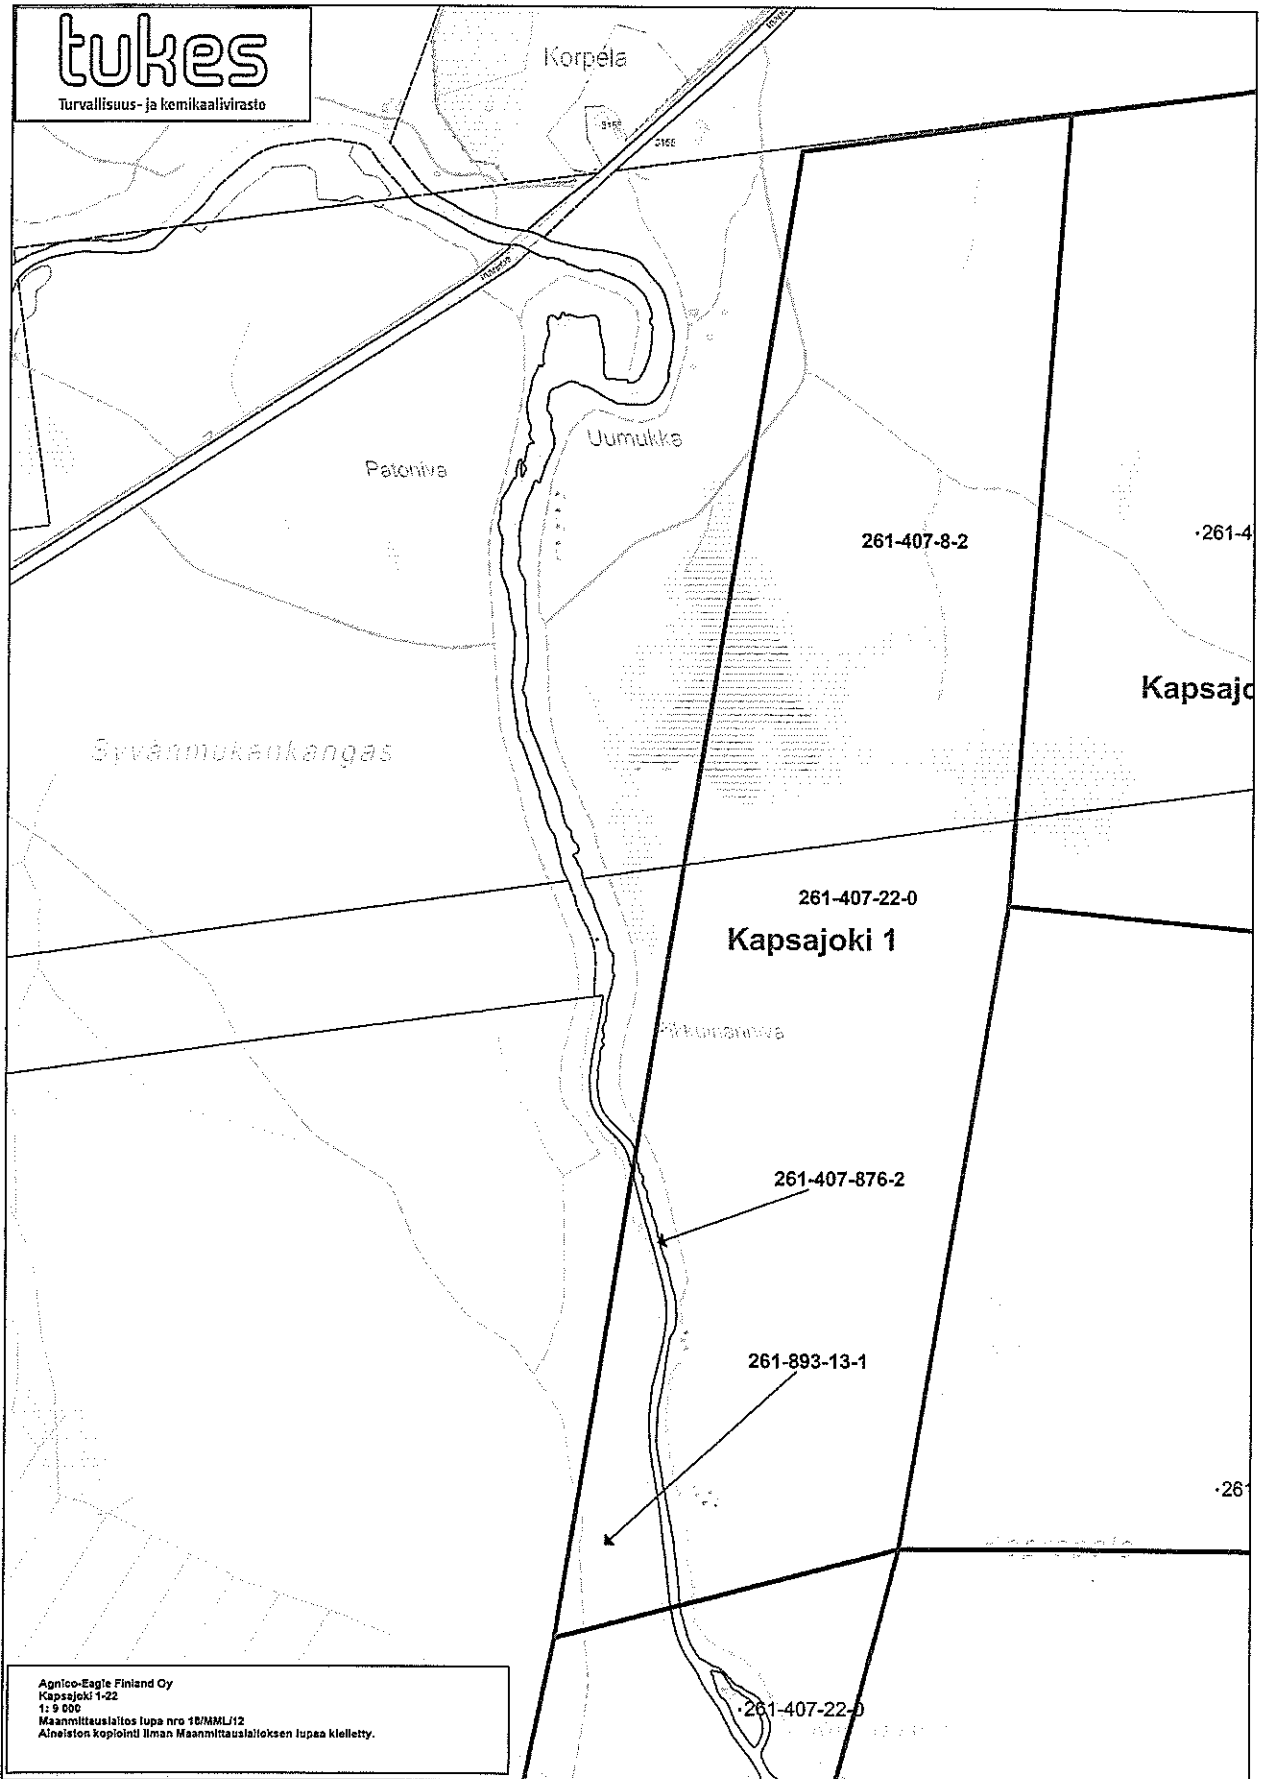 tukes
Turvallisuus- ja kemikaalivirasto
Korpela
Uumukka
Patoniva
261-407-8-2
261-4
Kapsajo
Syvänmukankangas
261-407-22-0
Kapsajoki 1
261-407-876-2
261-893-13-1
261
261-407-22-0
Agnico-Eagle Finland Oy
Kapsajoki 1-22
1: 9 000
Maanmittauslaitos lupa nro 18/MML/12
Aineiston kopiointi ilman Maanmittauslaitoksen lupaa kielletty.